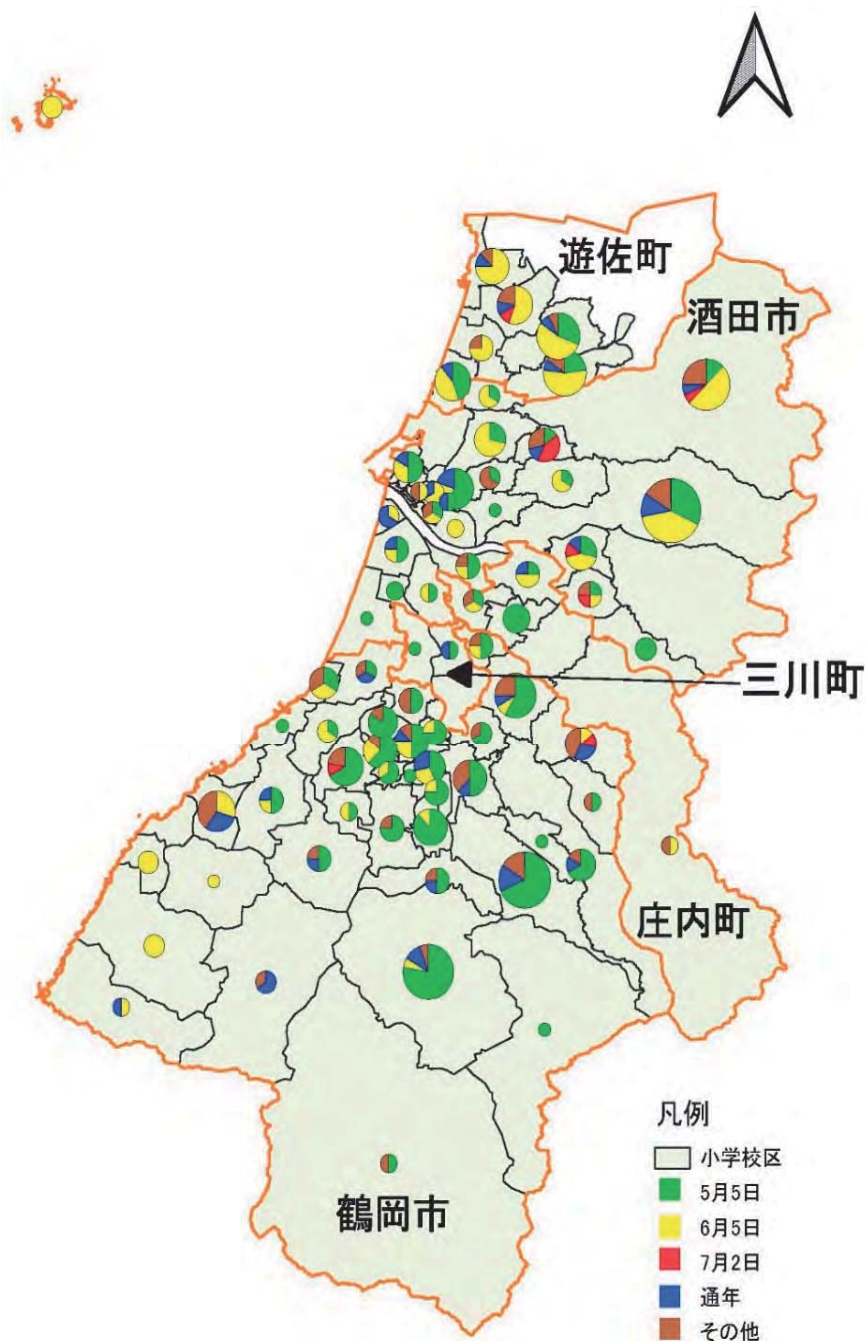 遊佐町
酒田市
三川町
庄内町
鶴岡市
凡例
小学校区
5月5日
6月5日
7月2日
通年
その他